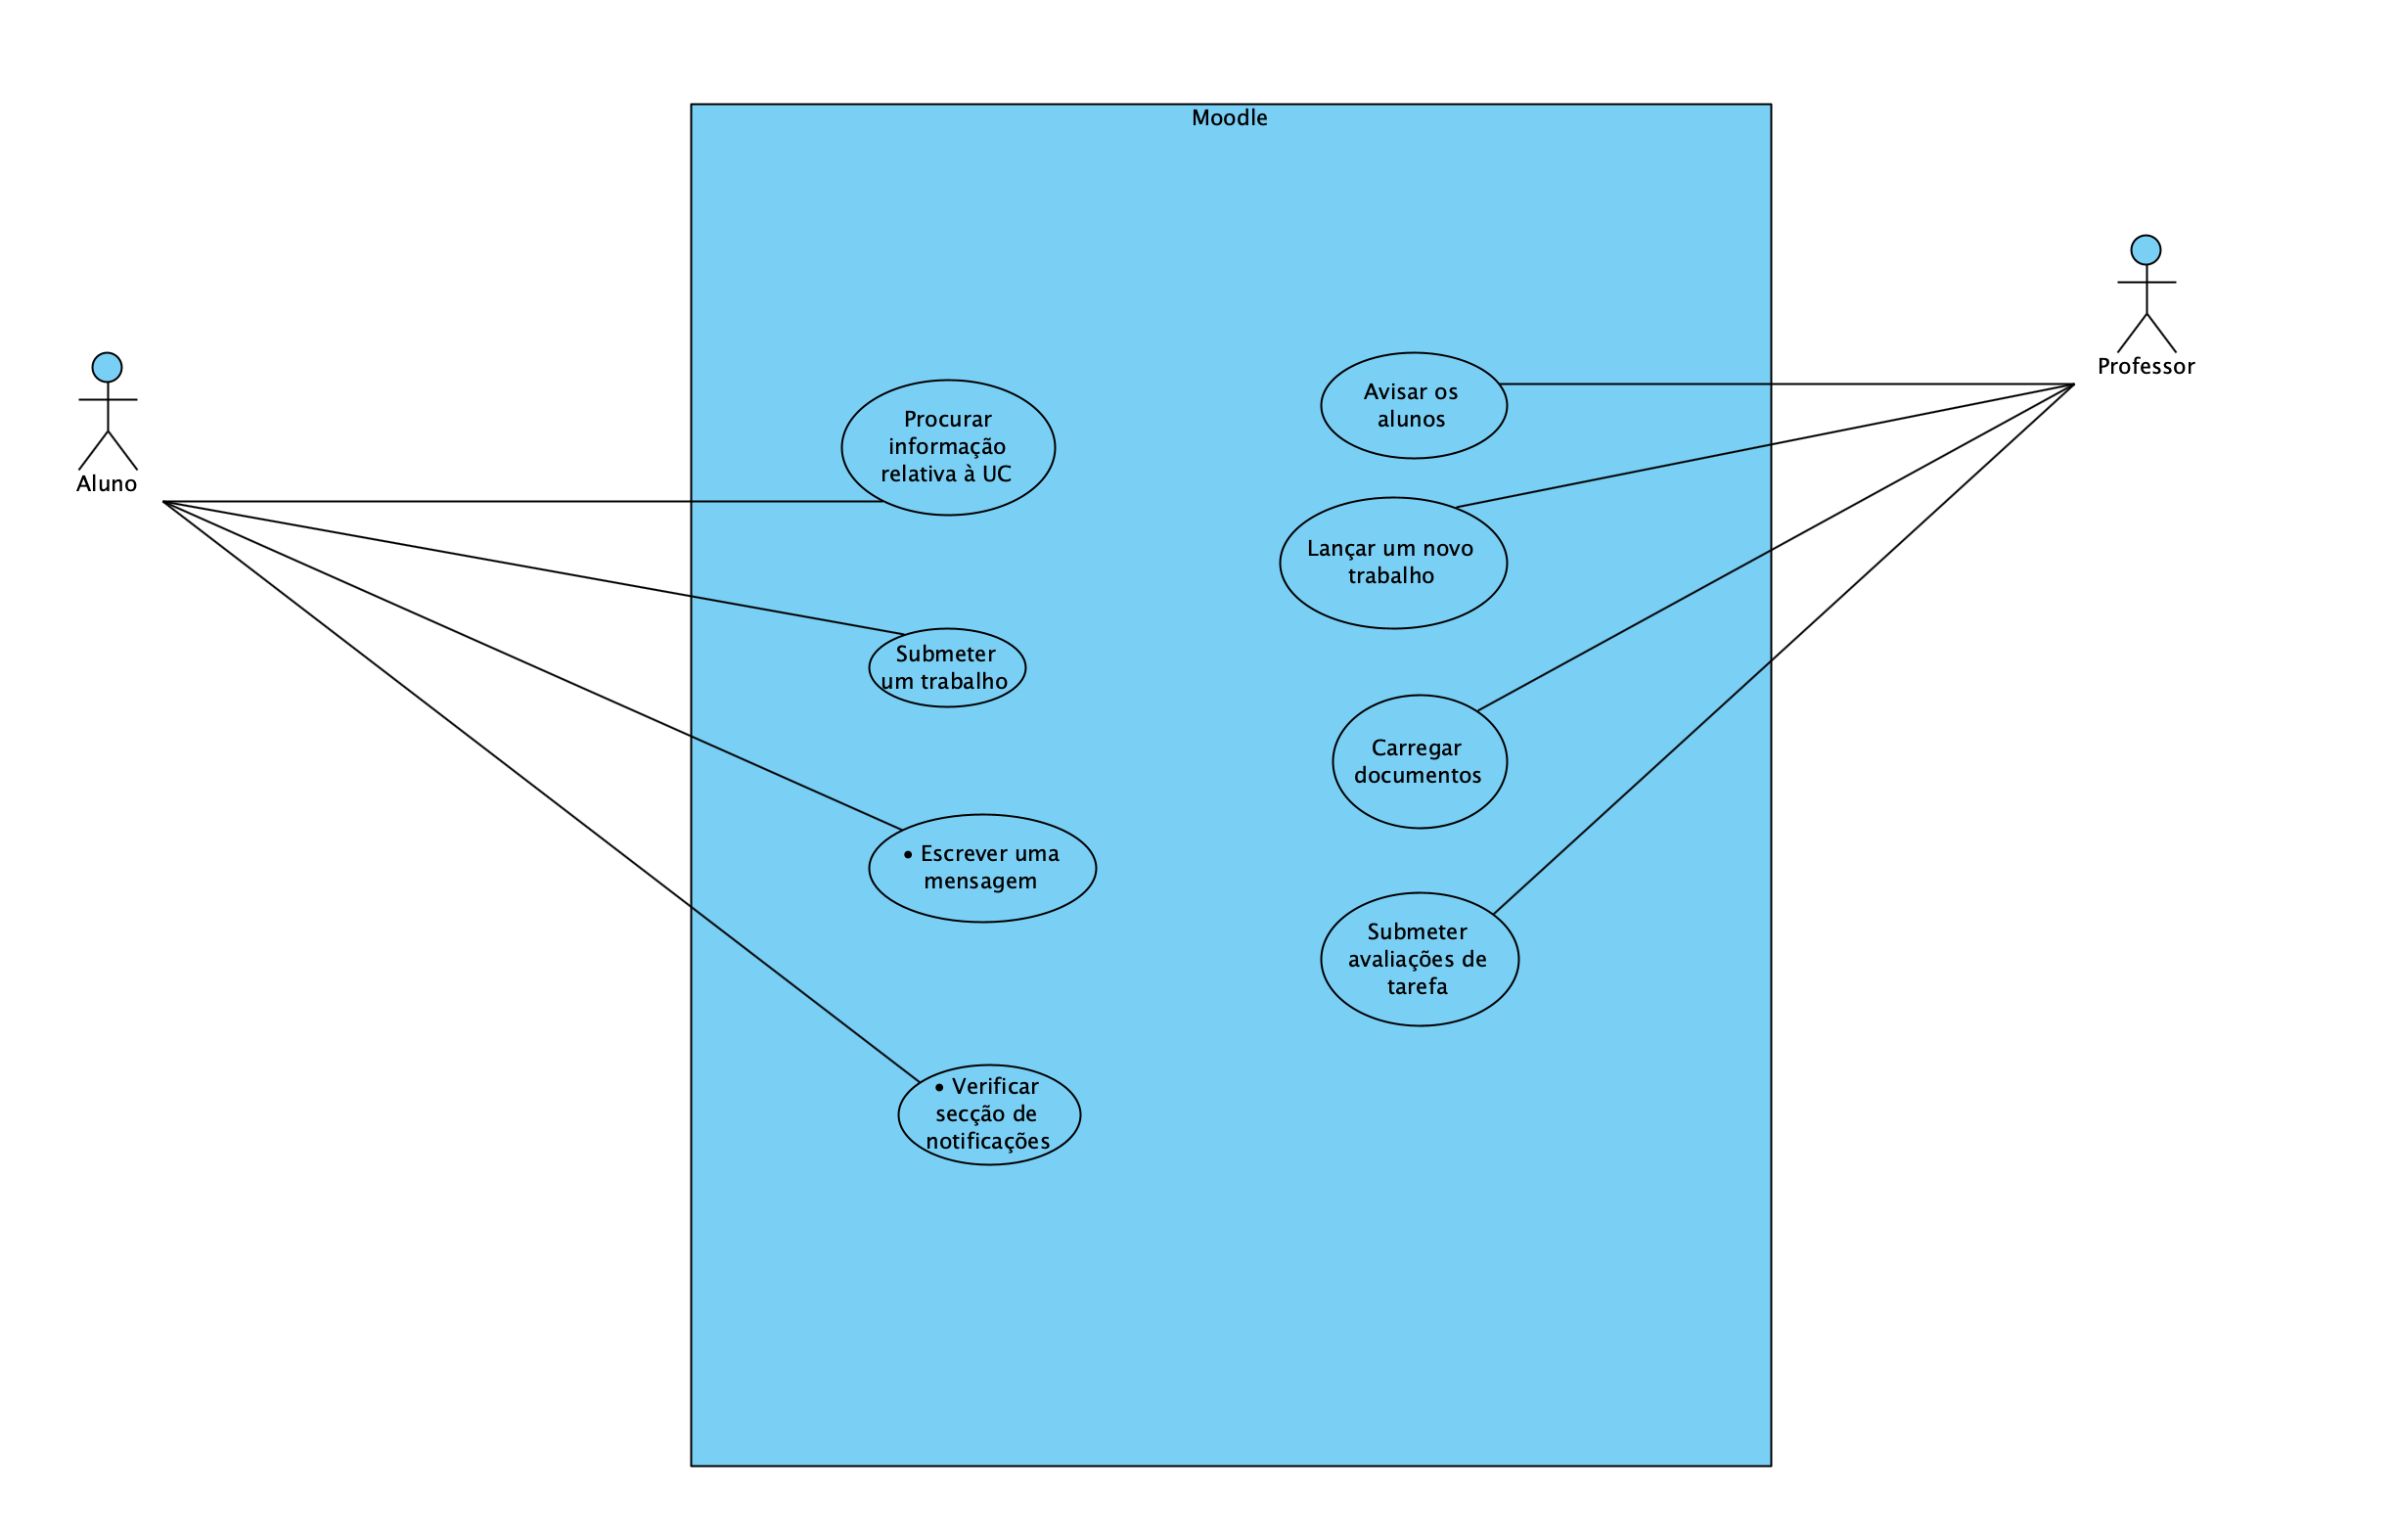 Moodle
Aluno
Professor
Procurar
informação
relativa à UC
Submeter
um trabalho
• Escrever uma
mensagem
• Verificar
secção de
notificações
Avisar os
alunos
Lançar um novo
trabalho
Carregar
documentos
Submeter
avaliações de
tarefa